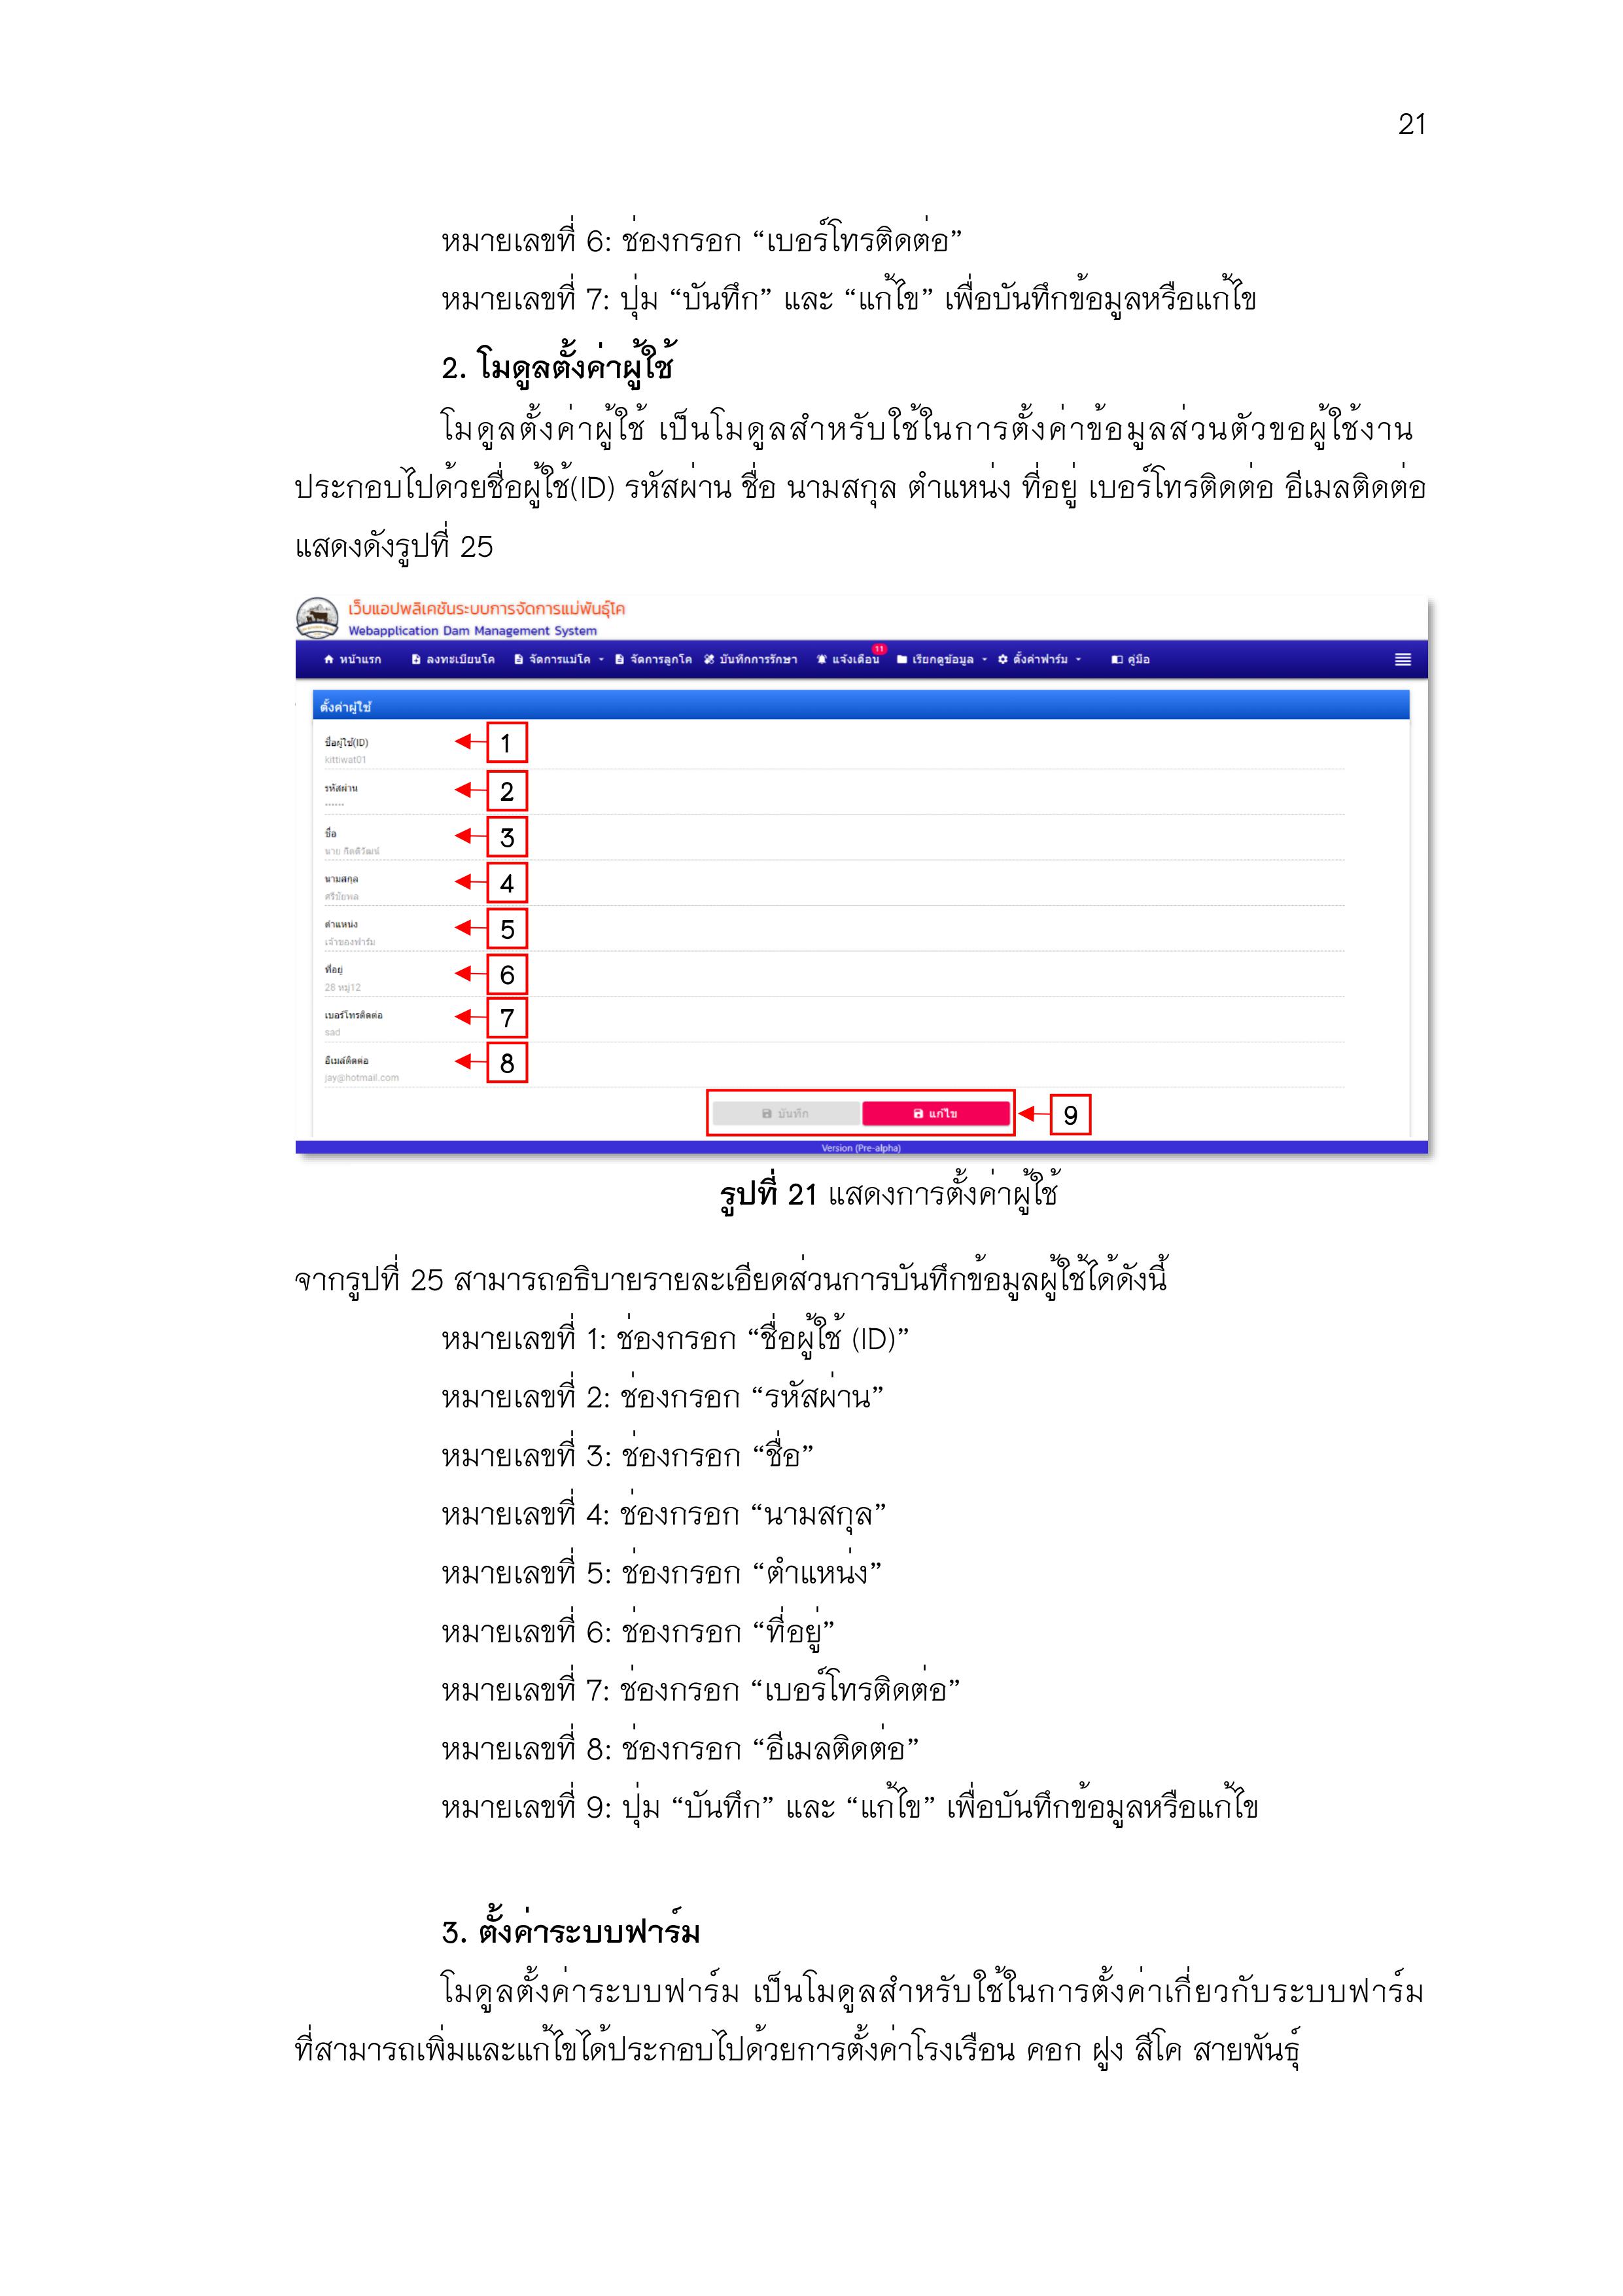 21
หมายเลขที่ 6: ช่องกรอก “เบอร์โทรติดต่อ”
หมายเลขที่ 7: ปุ่ม “บันทึก” และ “แก้ไข” เพื่อบันทึกข้อมูลหรือแก้ไข
2. โมดูลตั้งค่าผู้ใช้
โมดูลตั้งค่าผู้ใช้ เป็นโมดูลสำหรับใช้ในการตั้งค่าข้อมูลส่วนตัวขอผู้ใช้งาน
ประกอบไปด้วยชื่อผู้ใช้(ID) รหัสผ่าน ชื่อ นามสกุล ตำแหน่ง ที่อยู่ เบอร์โทรติดต่อ อีเมลติดต่อ
แสดงดังรูปที่ 25
เว็บแอปพลิเคชันระบบการจัดการแม่พันธุ์โค
Webapplication Dam Management System
หน้าแรก ลงทะเบียนโค จัดการแม่โค จัดการลูกโค บันทึกการรักษา แจ้งเตือน 11 เรียกดูข้อมูล ตั้งค่าฟาร์ม คู่มือ
ตั้งค่าผู้ใช้
ชื่อผู้ใช้(ID) 1
kittiwat01
รหัสผ่าน 2
••••••
ชื่อ 3
นาย กิตติวัฒน์
นามสกุล 4
ศรีชัยพล
ตำแหน่ง 5
เจ้าของฟาร์ม
ที่อยู่ 6
28 หมู่12
เบอร์โทรติดต่อ 7
sad
อีเมล์ติดต่อ 8
jay@hotmail.com
บันทึก แก้ไข 9
Version (Pre-alpha)
รูปที่ 21 แสดงการตั้งค่าผู้ใช้
จากรูปที่ 25 สามารถอธิบายรายละเอียดส่วนการบันทึกข้อมูลผู้ใช้ได้ดังนี้
หมายเลขที่ 1: ช่องกรอก “ชื่อผู้ใช้ (ID)”
หมายเลขที่ 2: ช่องกรอก “รหัสผ่าน”
หมายเลขที่ 3: ช่องกรอก “ชื่อ”
หมายเลขที่ 4: ช่องกรอก “นามสกุล”
หมายเลขที่ 5: ช่องกรอก “ตำแหน่ง”
หมายเลขที่ 6: ช่องกรอก “ที่อยู่”
หมายเลขที่ 7: ช่องกรอก “เบอร์โทรติดต่อ”
หมายเลขที่ 8: ช่องกรอก “อีเมลติดต่อ”
หมายเลขที่ 9: ปุ่ม “บันทึก” และ “แก้ไข” เพื่อบันทึกข้อมูลหรือแก้ไข
3. ตั้งค่าระบบฟาร์ม
โมดูลตั้งค่าระบบฟาร์ม เป็นโมดูลสำหรับใช้ในการตั้งค่าเกี่ยวกับระบบฟาร์ม
ที่สามารถเพิ่มและแก้ไขได้ประกอบไปด้วยการตั้งค่าโรงเรือน คอก ฝูง สีโค สายพันธุ์